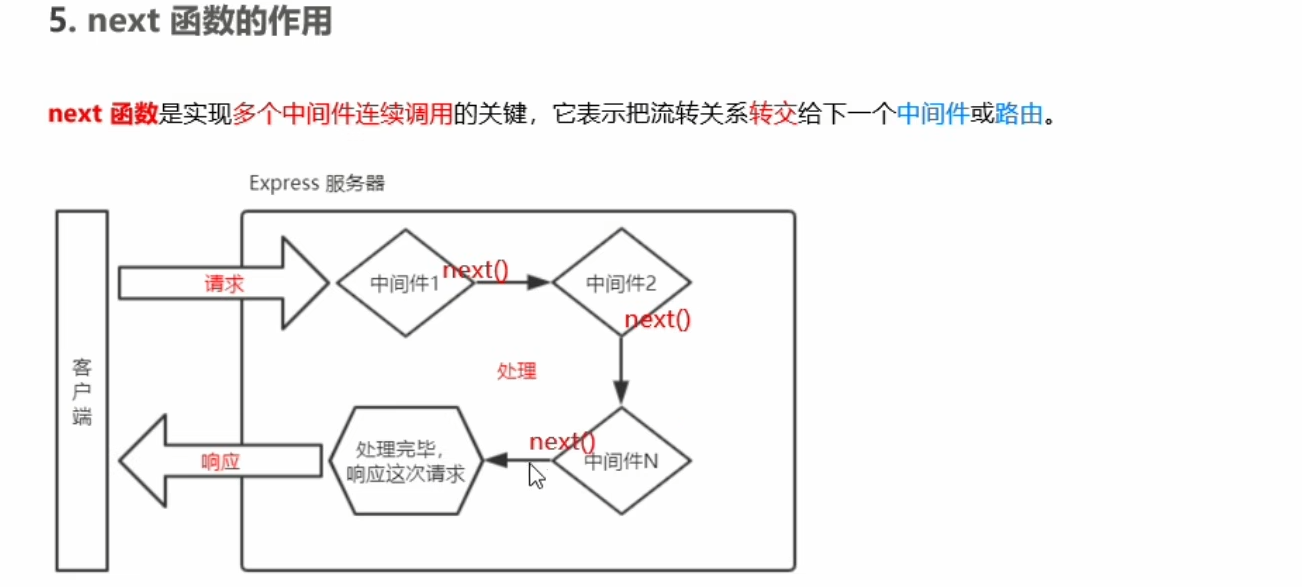 5. next 函数的作用
next 函数是实现多个中间件连续调用的关键，它表示把流转关系转交给下一个中间件或路由。
Express 服务器
请求
中间件1
next()
中间件2
next()
客户端
处理
响应
处理完毕，
响应这次请求
next()
中间件N